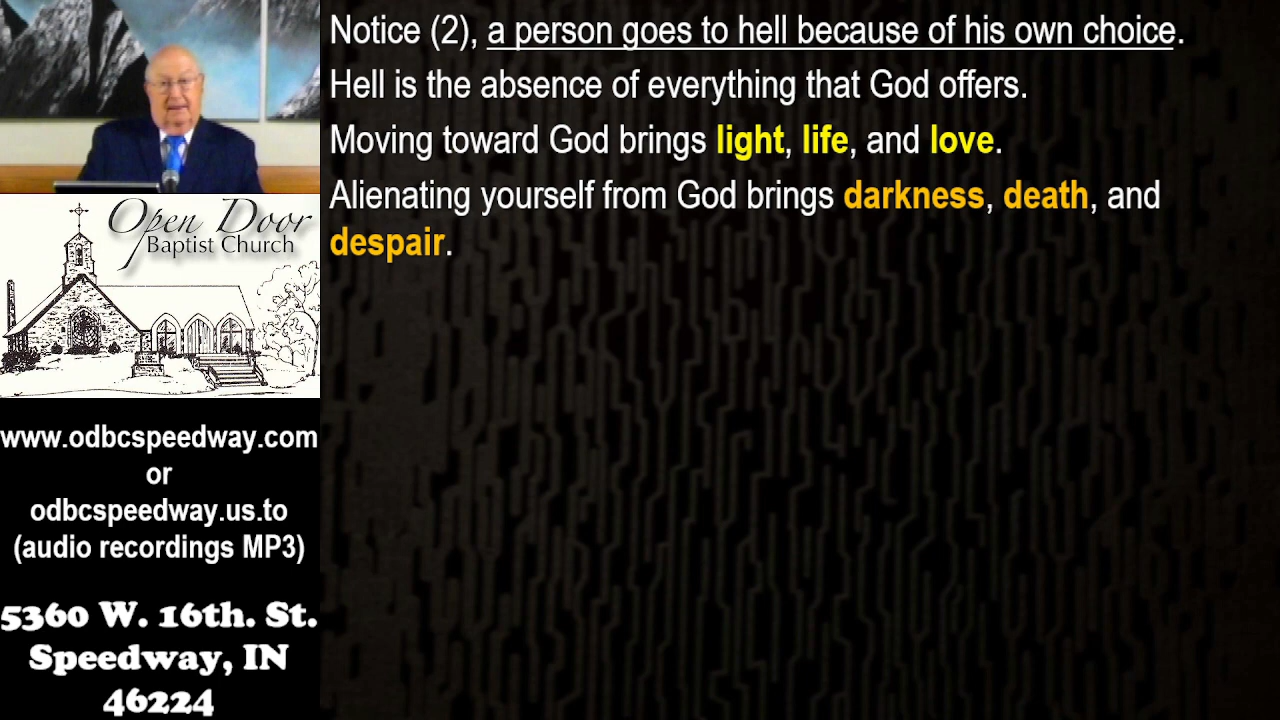 Notice (2), a person goes to hell because of his own choice.
Hell is the absence of everything that God offers.
Moving toward God brings light, life, and love.
Alienating yourself from God brings darkness, death, and
despair.
Open Door
Baptist Church
www.odbcspeedway.com
or
odbcspeedway.us.to
(audio recordings MP3)
5360 W. 16th. St.
Speedway, IN
46224